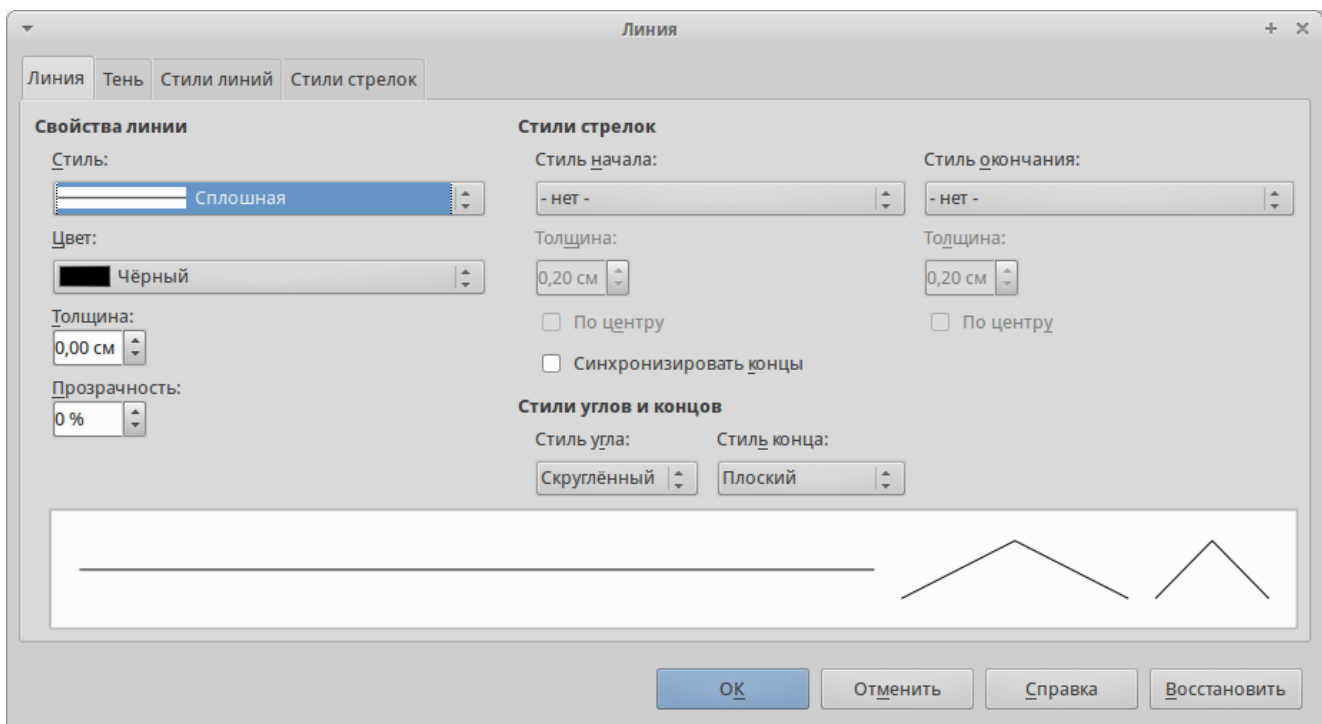 Линия
Линия Тень Стили линий Стили стрелок
Свойства линии
Стиль:
Сплошная
Цвет:
Чёрный
Толщина:
0,00 см
Прозрачность:
0 %
Стили стрелок
Стиль начала:
- нет -
Толщина:
0,20 см
По центру
Синхронизировать концы
Стиль окончания:
- нет -
Толщина:
0,20 см
По центру
Стили углов и концов
Стиль угла:
Скруглённый
Стиль конца:
Плоский
ОК Отменить Справка Восстановить